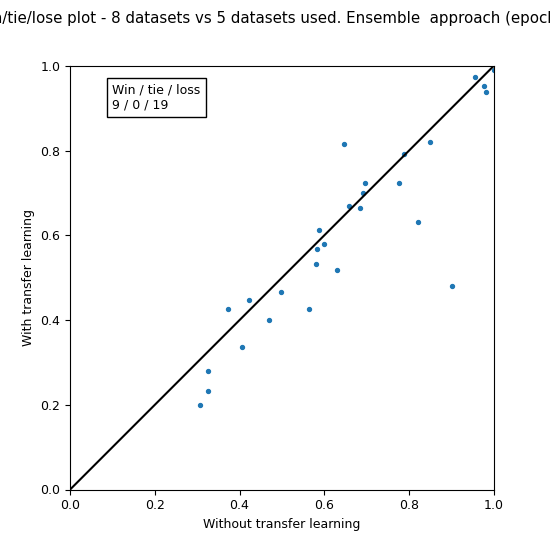 /tie/lose plot - 8 datasets vs 5 datasets used. Ensemble approach (epoc
Win / tie / loss
9 / 0 / 19
1.0
0.8
0.6
0.4
0.2
0.0
With transfer learning
0.0 0.2 0.4 0.6 0.8 1.0
Without transfer learning